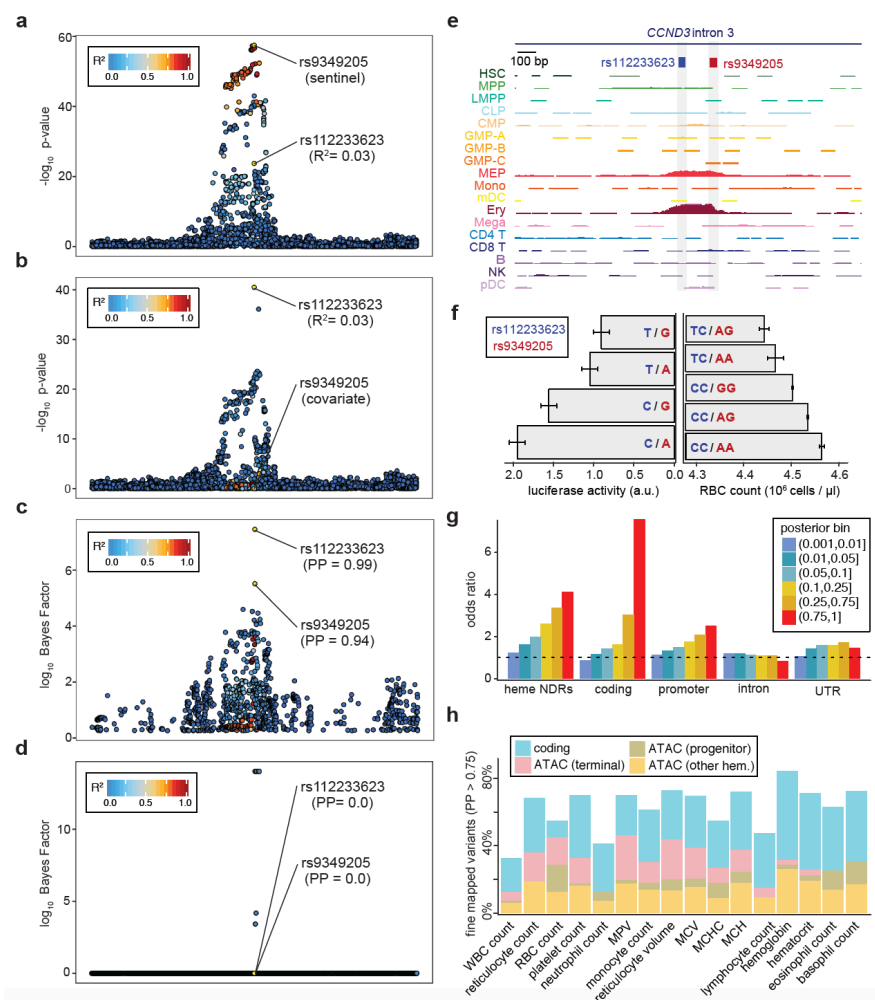 a
60
40
20
0
-log₁₀ p-value
R²
0.0 0.5 1.0
rs9349205
(sentinel)
rs112233623
(R²= 0.03)
b
40
30
20
10
0
-log₁₀ p-value
R²
0.0 0.5 1.0
rs112233623
(R²= 0.03)
rs9349205
(covariate)
c
6
4
2
0
log₁₀ Bayes Factor
R²
0.0 0.5 1.0
rs112233623
(PP = 0.99)
rs9349205
(PP = 0.94)
d
10
5
0
log₁₀ Bayes Factor
R²
0.0 0.5 1.0
rs112233623
(PP= 0.0)
rs9349205
(PP = 0.0)
e
CCND3 intron 3
100 bp
rs112233623
rs9349205
HSC
MPP
LMPP
CLP
CMP
GMP-A
GMP-B
GMP-C
MEP
Mono
mDC
Ery
Mega
CD4 T
CD8 T
B
NK
pDC
f
rs112233623
rs9349205
T / G
T / A
C / G
C / A
2.0 1.5 1.0 0.5 0.0
luciferase activity (a.u.)
TC / AG
TC / AA
CC / GG
CC / AG
CC / AA
4.3 4.4 4.5 4.6
RBC count (10⁶ cells / µl)
g
odds ratio
6
4
2
0
heme NDRs coding promoter intron UTR
posterior bin
(0.001,0.01]
(0.01,0.05]
(0.05,0.1]
(0.1,0.25]
(0.25,0.75]
(0.75,1]
h
fine mapped variants (PP > 0.75)
80%
40%
0%
coding
ATAC (terminal)
ATAC (progenitor)
ATAC (other hem.)
WBC count
reticulocyte count
RBC count
platelet count
neutrophil count
MPV
monocyte count
reticulocyte volume
MCV
MCHC
MCH
lymphocyte count
hemoglobin
hematocrit
eosinophil count
basophil count